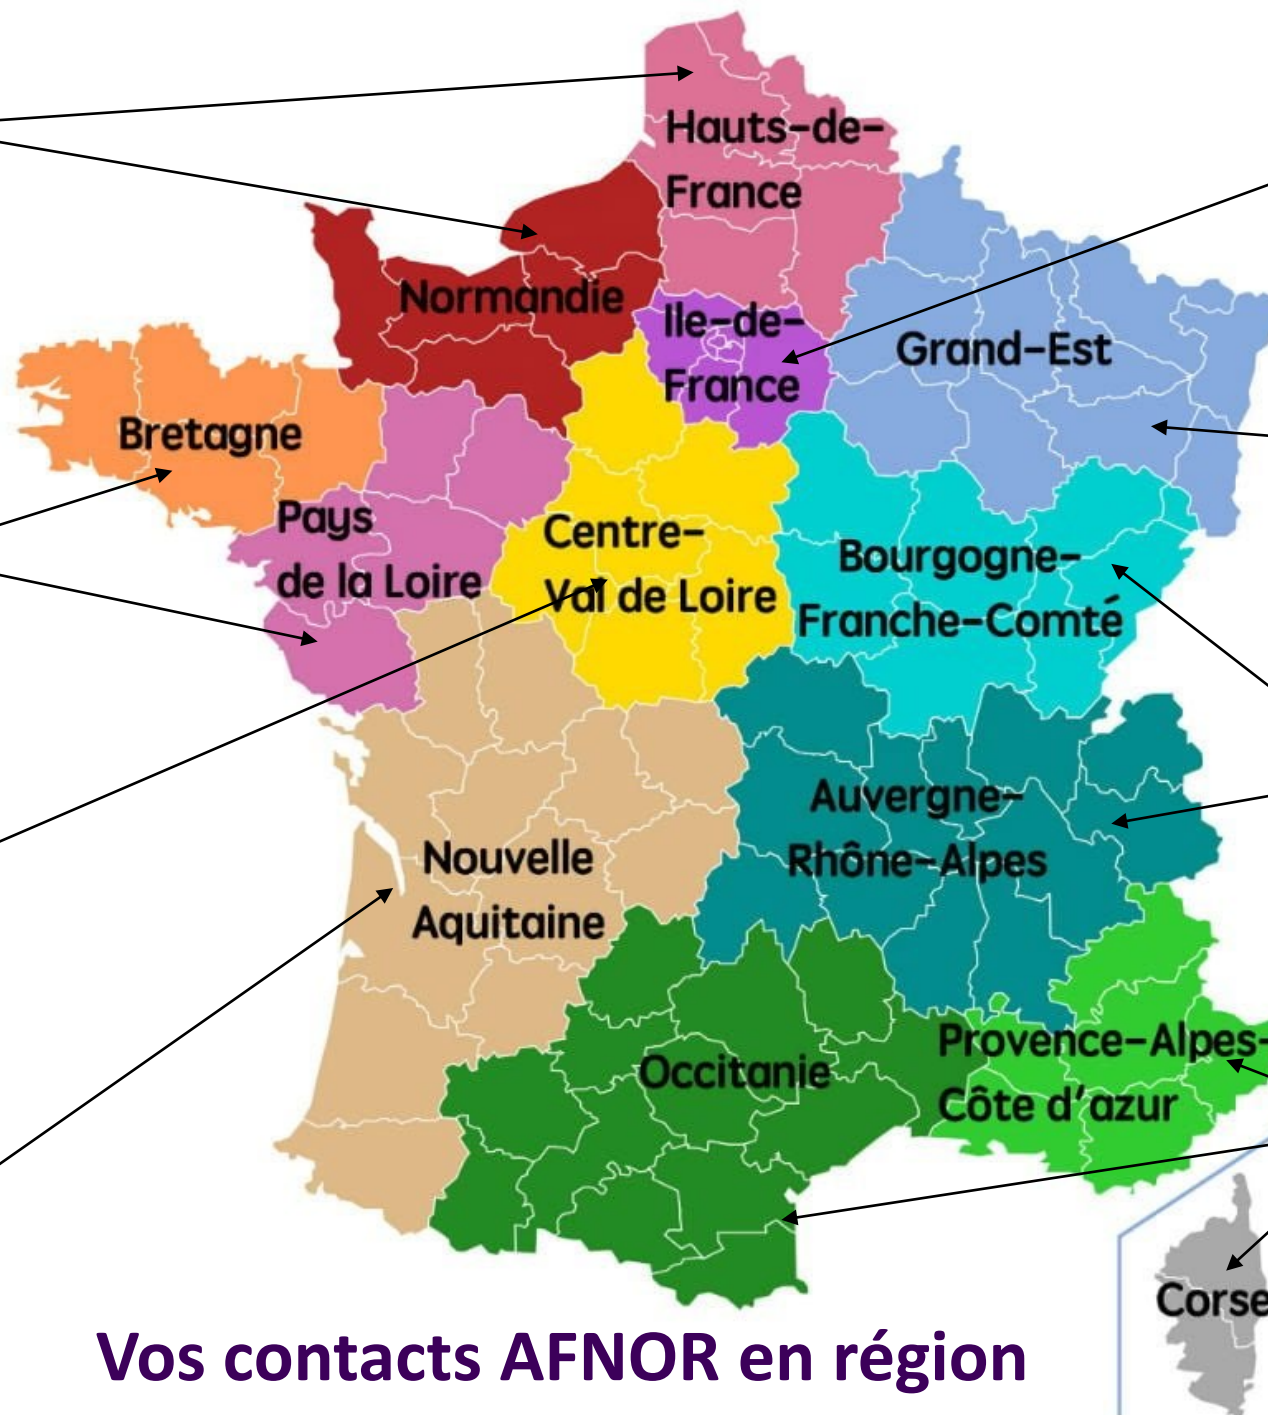 Hauts-de-
France
Normandie
Ile-de-
France
Grand-Est
Bretagne
Pays
de la Loire
Centre-
Val de Loire
Bourgogne-
Franche-Comté
Auvergne-
Rhône-Alpes
Nouvelle
Aquitaine
Occitanie
Provence-Alpes-
Côte d'azur
Corse
Vos contacts AFNOR en région